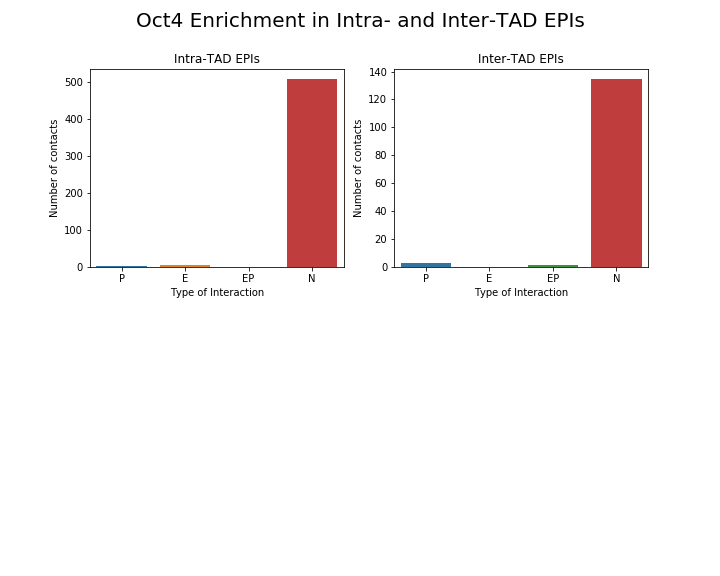 Oct4 Enrichment in Intra- and Inter-TAD EPIs
Intra-TAD EPIs
Number of contacts
500
400
300
200
100
0
P E EP N
Type of Interaction
Inter-TAD EPIs
Number of contacts
140
120
100
80
60
40
20
0
P E EP N
Type of Interaction